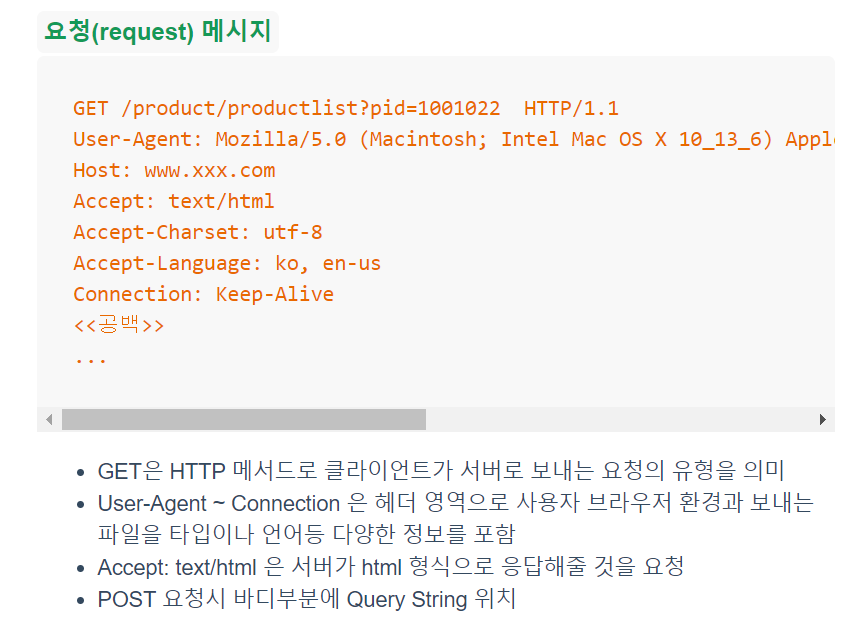 요청(request) 메시지
GET /product/productlist?pid=1001022  HTTP/1.1
User-Agent: Mozilla/5.0 (Macintosh; Intel Mac OS X 10_13_6) Appl
Host: www.xxx.com
Accept: text/html
Accept-Charset: utf-8
Accept-Language: ko, en-us
Connection: Keep-Alive
<<공백>>
...
• GET은 HTTP 메서드로 클라이언트가 서버로 보내는 요청의 유형을 의미
• User-Agent ~ Connection 은 헤더 영역으로 사용자 브라우저 환경과 보내는
파일을 타입이나 언어등 다양한 정보를 포함
• Accept: text/html 은 서버가 html 형식으로 응답해줄 것을 요청
• POST 요청시 바디부분에 Query String 위치